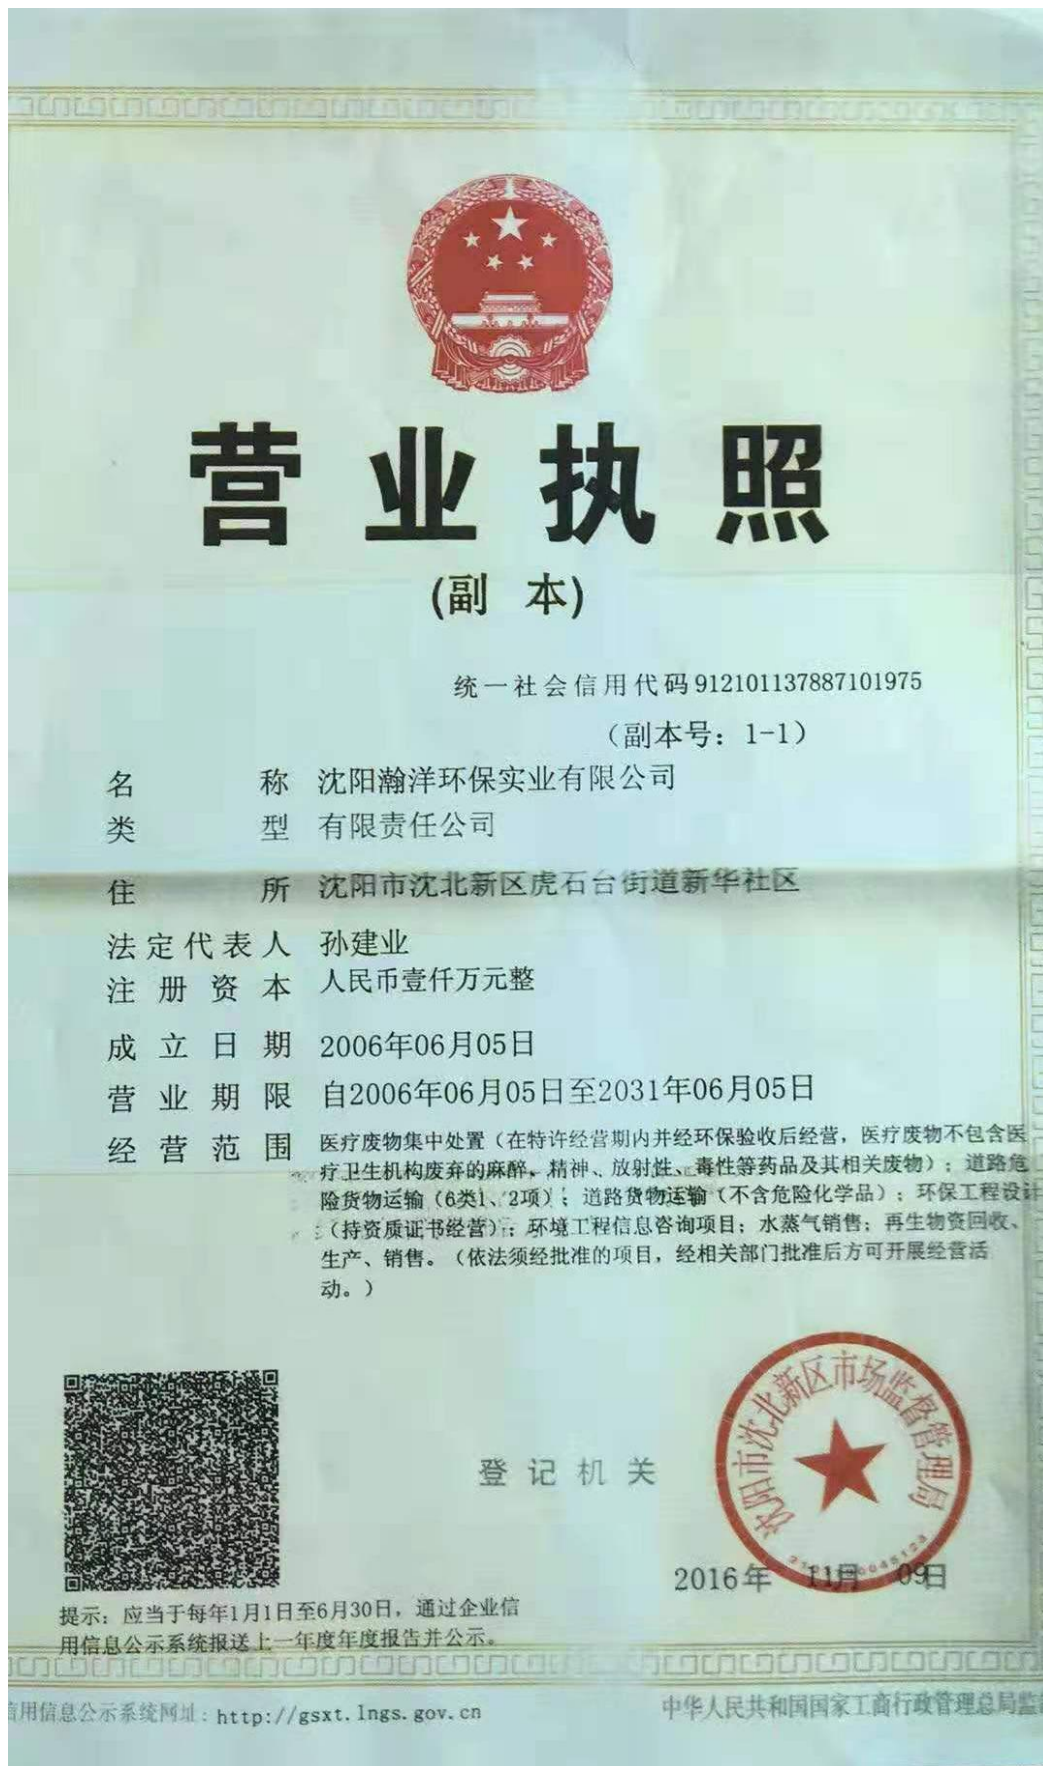 营业执照
(副 本)
统一社会信用代码912101137887101975
（副本号：1-1）
名 称 沈阳瀚洋环保实业有限公司
类 型 有限责任公司
住 所 沈阳市沈北新区虎石台街道新华社区
法定代表人 孙建业
注册资本 人民币壹仟万元整
成立日期 2006年06月05日
营业期限 自2006年06月05日至2031年06月05日
经营范围 医疗废物集中处置（在特许经营期内并经环保验收后经营，医疗废物不包含医
疗卫生机构废弃的麻醉、精神、放射性、毒性等药品及其相关废物）；道路危
险货物运输（6类1、2项）；道路货物运输（不含危险化学品）；环保工程设计
（持资质证书经营）；环境工程信息咨询项目；水蒸气销售；再生物资回收、
生产、销售。（依法须经批准的项目，经相关部门批准后方可开展经营活
动。）
沈阳市沈北新区市场监督管理局
登记机关
2016年 11月 09日
提示：应当于每年1月1日至6月30日，通过企业信
用信息公示系统报送上一年度年度报告并公示。
信用信息公示系统网址：http://gsxt.lngs.gov.cn
中华人民共和国国家工商行政管理总局监